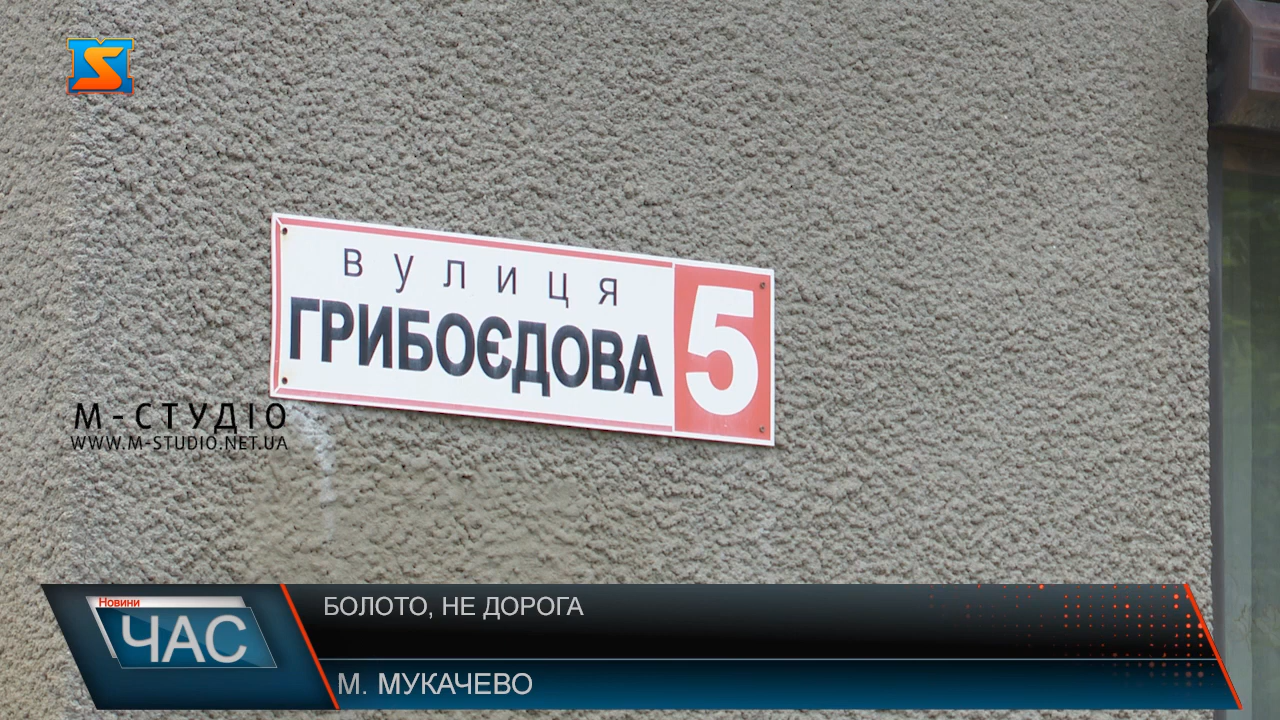 вулиця
ГРИБОЄДОВА
5
М-СТУДІО
WWW.M-STUDIO.NET.UA
Новини
ЧАС
БОЛОТО, НЕ ДОРОГА
М. МУКАЧЕВО